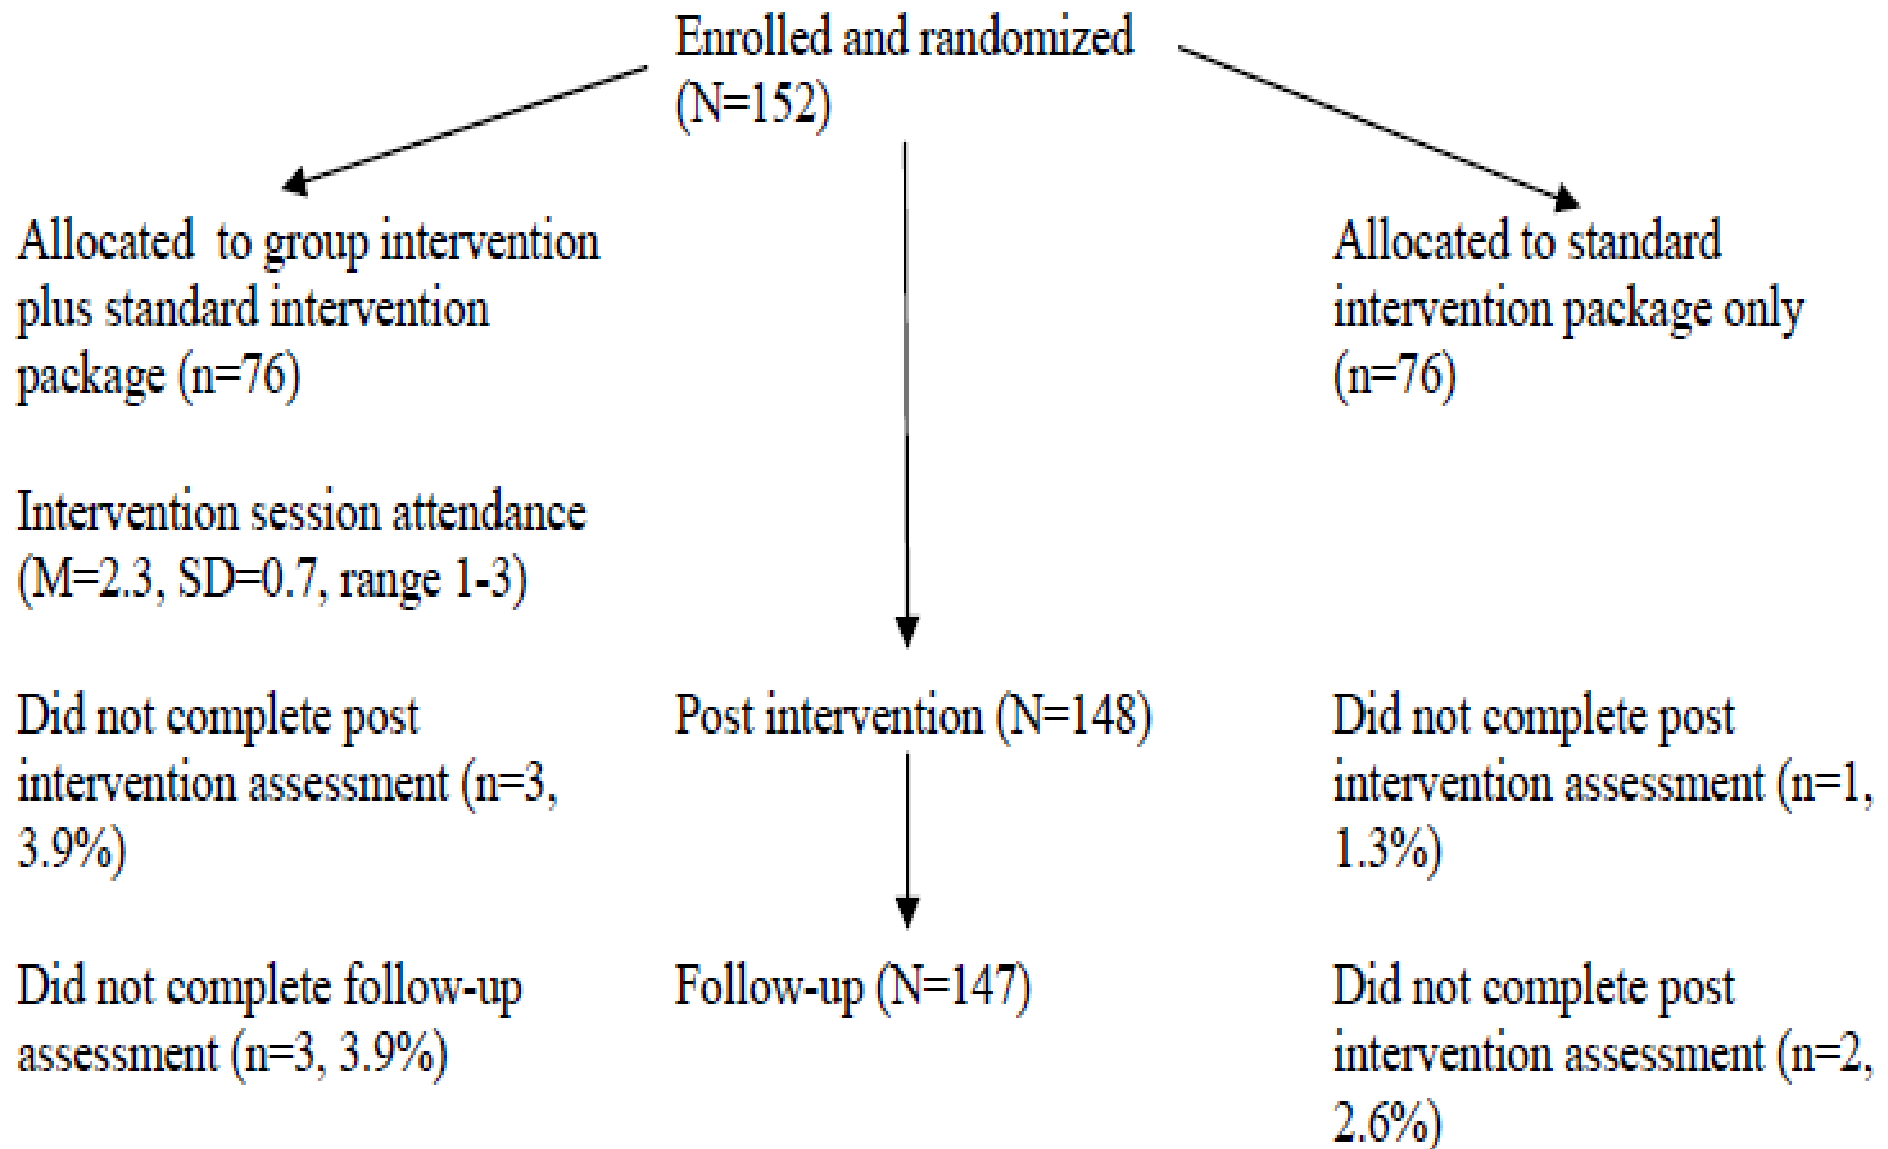 Enrolled and randomized
(N=152)
Allocated  to group intervention
plus standard intervention
package (n=76)
Allocated to standard
intervention package only
(n=76)
Intervention session attendance
(M=2.3, SD=0.7, range 1-3)
Did not complete post
intervention assessment (n=3,
3.9%)
Post intervention (N=148)
Did not complete post
intervention assessment (n=1,
1.3%)
Did not complete follow-up
assessment (n=3, 3.9%)
Follow-up (N=147)
Did not complete post
intervention assessment (n=2,
2.6%)